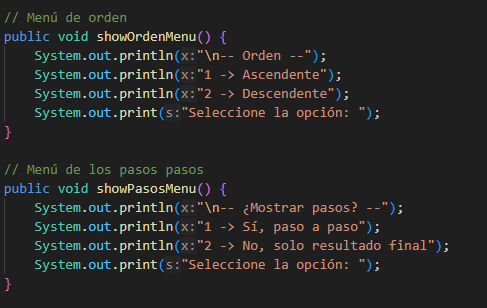 // Menú de orden
public void showOrdenMenu() {
    System.out.println(x:"\n-- Orden --");
    System.out.println(x:"1 -> Ascendente");
    System.out.println(x:"2 -> Descendente");
    System.out.print(s:"Seleccione la opción: ");
}

// Menú de los pasos pasos
public void showPasosMenu() {
    System.out.println(x:"\n-- ¿Mostrar pasos? --");
    System.out.println(x:"1 -> Sí, paso a paso");
    System.out.println(x:"2 -> No, solo resultado final");
    System.out.print(s:"Seleccione la opción: ");
}